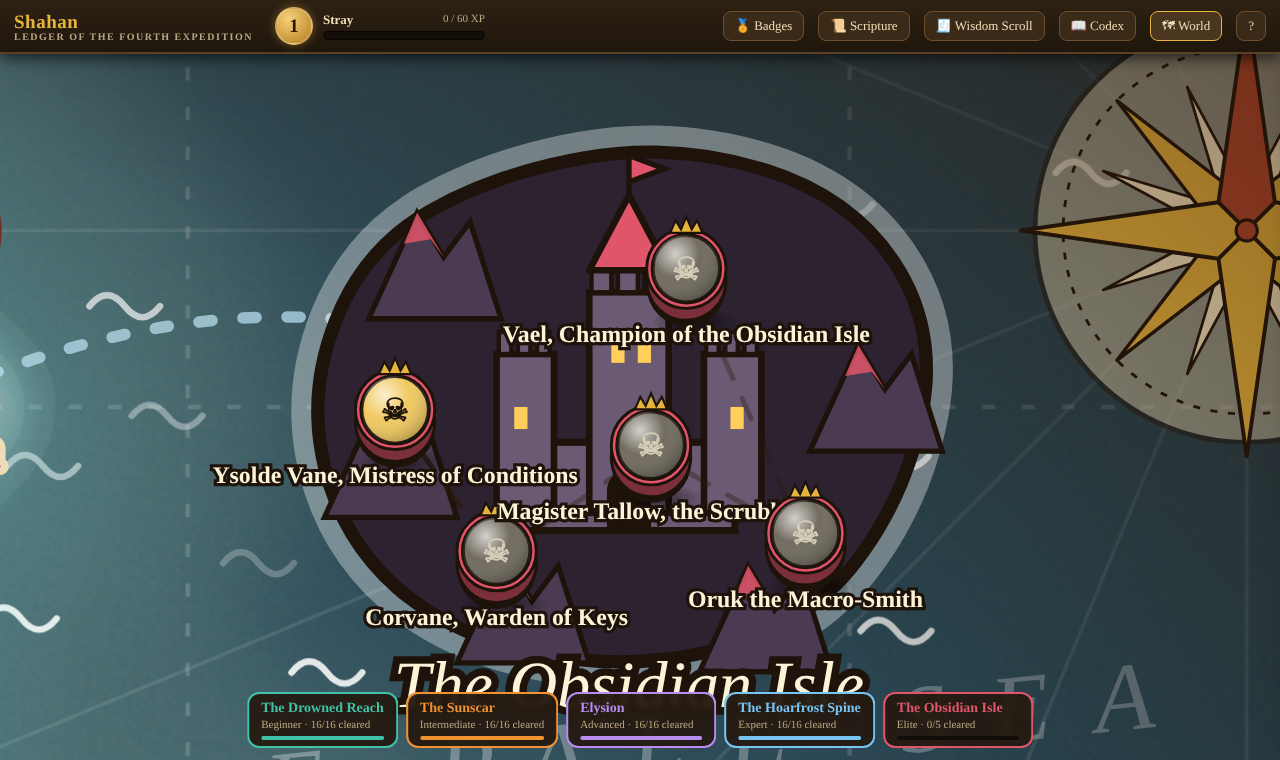 Shahan
LEDGER OF THE FOURTH EXPEDITION
1
Stray
0 / 60 XP
🏅 Badges
📜 Scripture
🧾 Wisdom Scroll
📖 Codex
🗺 World
?
Vael, Champion of the Obsidian Isle
Ysolde Vane, Mistress of Conditions
Magister Tallow, the
Corvane, Warden of Keys
Oruk the Macro-Smith
The Obsidian Isle
SEA
The Drowned Reach
Beginner · 16/16 cleared
The Sunscar
Intermediate · 16/16 cleared
Elysion
Advanced · 16/16 cleared
The Hoarfrost Spine
Expert · 16/16 cleared
The Obsidian Isle
Elite · 0/5 cleared